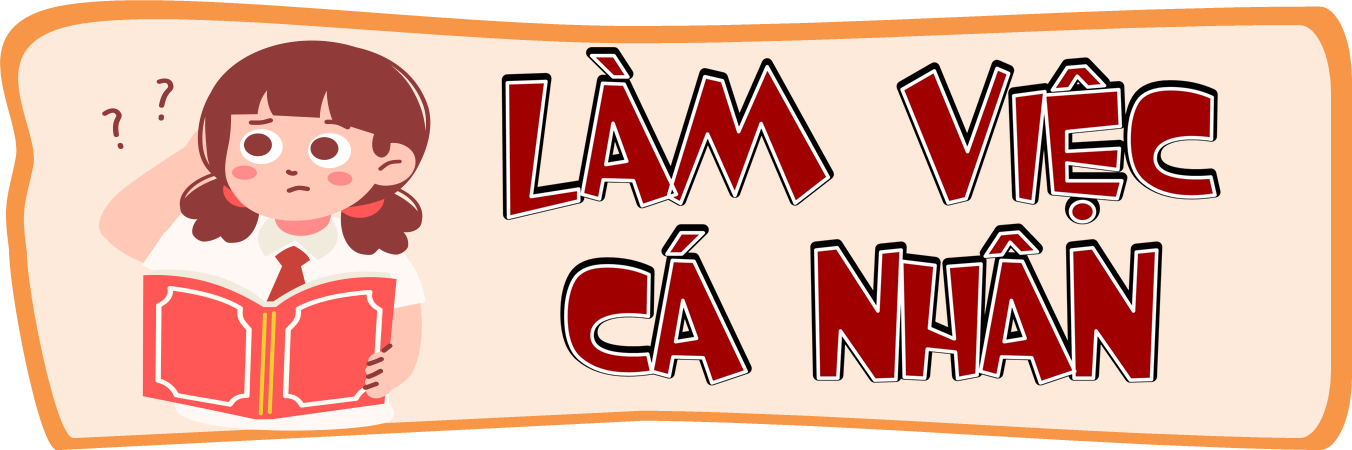 ? ?
LÀM VIỆC
CÁ NHÂN